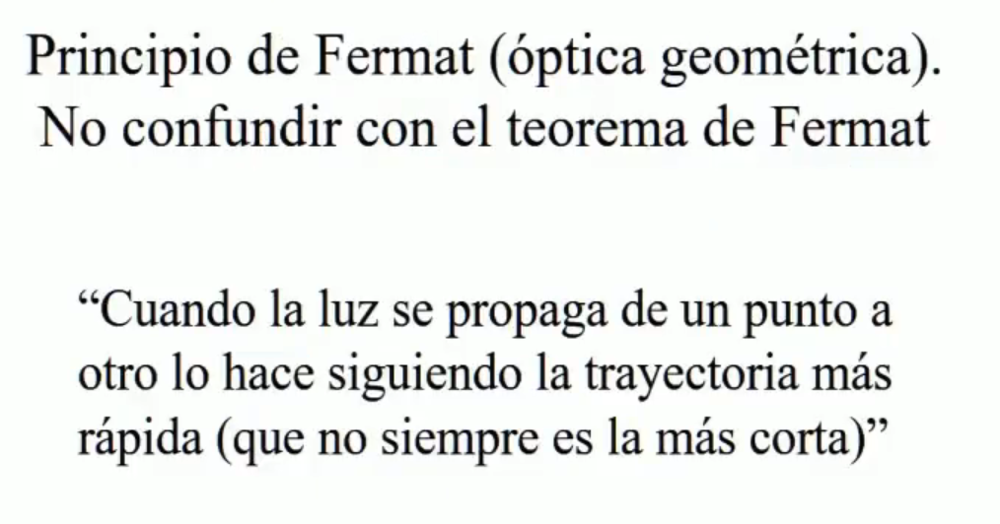 Principio de Fermat (óptica geométrica).
No confundir con el teorema de Fermat
“Cuando la luz se propaga de un punto a
otro lo hace siguiendo la trayectoria más
rápida (que no siempre es la más corta)”